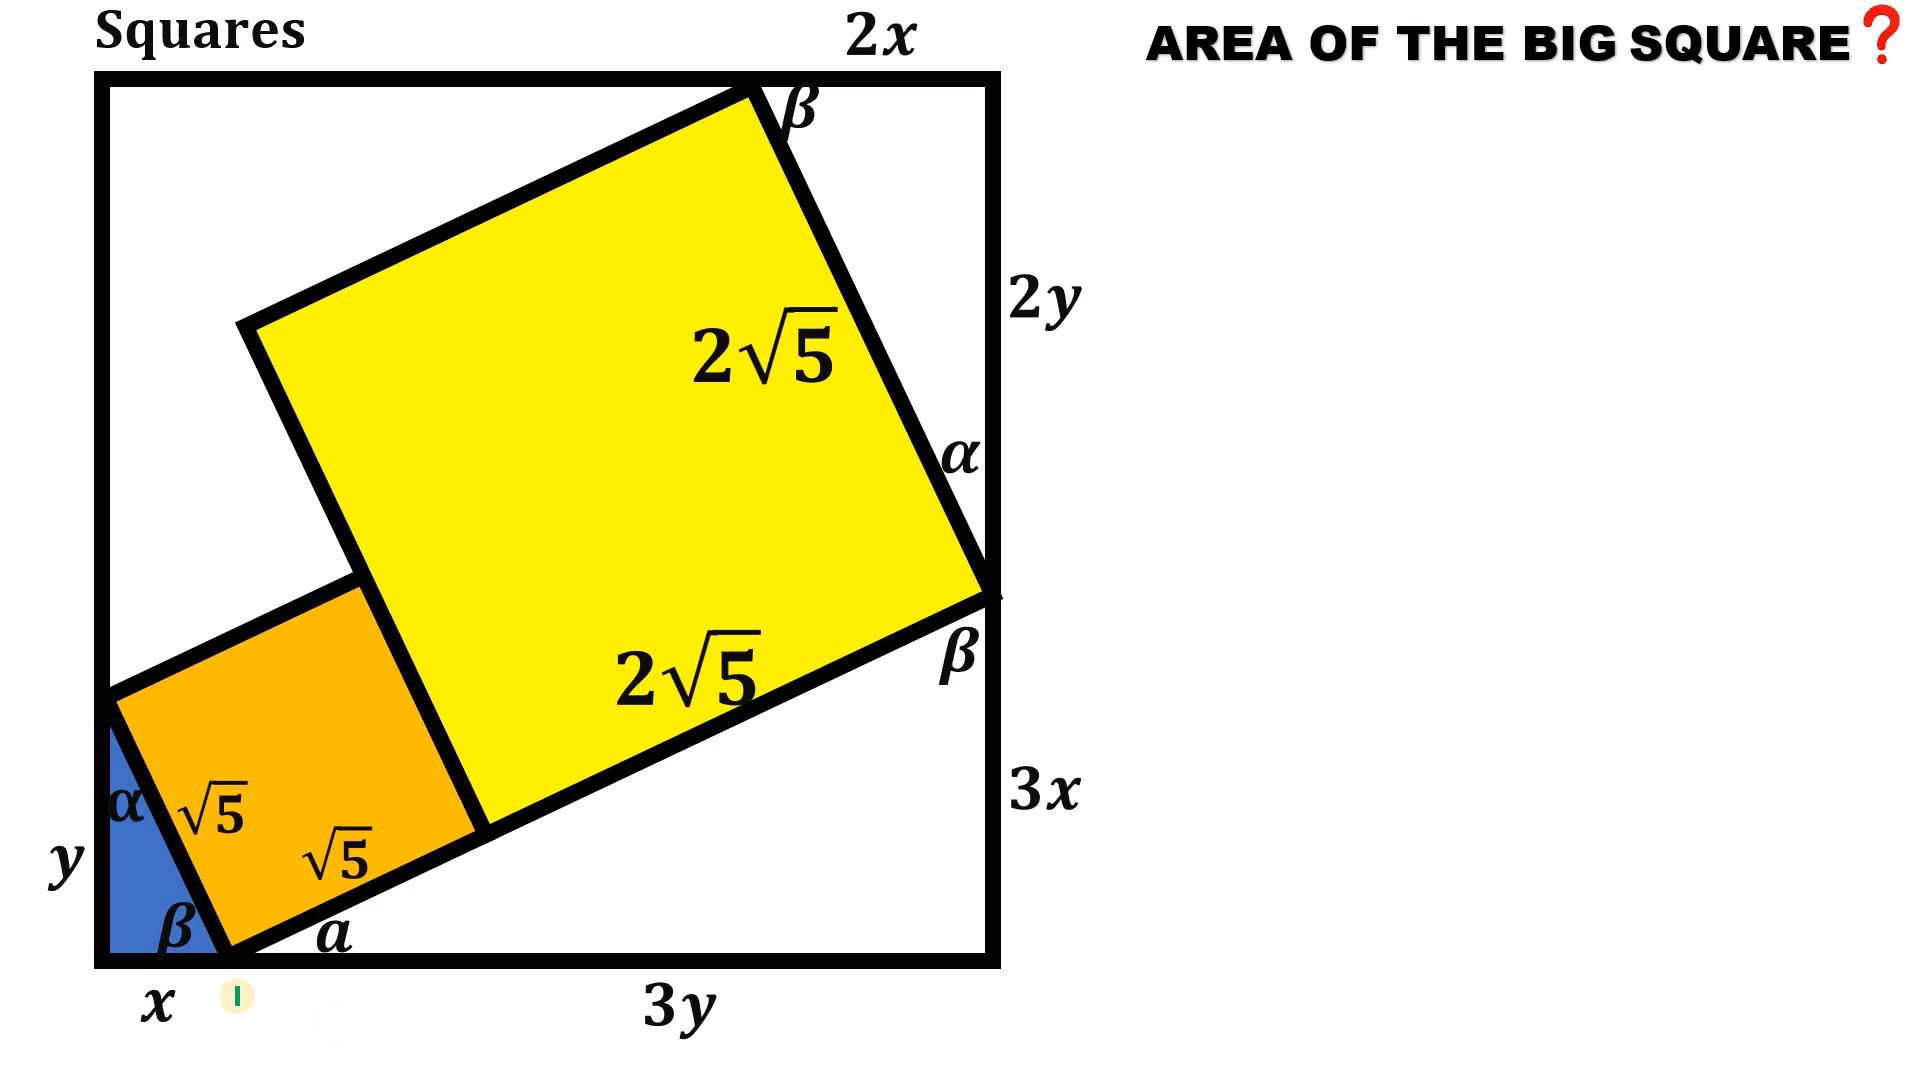 Squares
2x
AREA OF THE BIG SQUARE?
β
2y
2√5
α
2√5
β
α
√5
3x
√5
y
β
a
x
3y